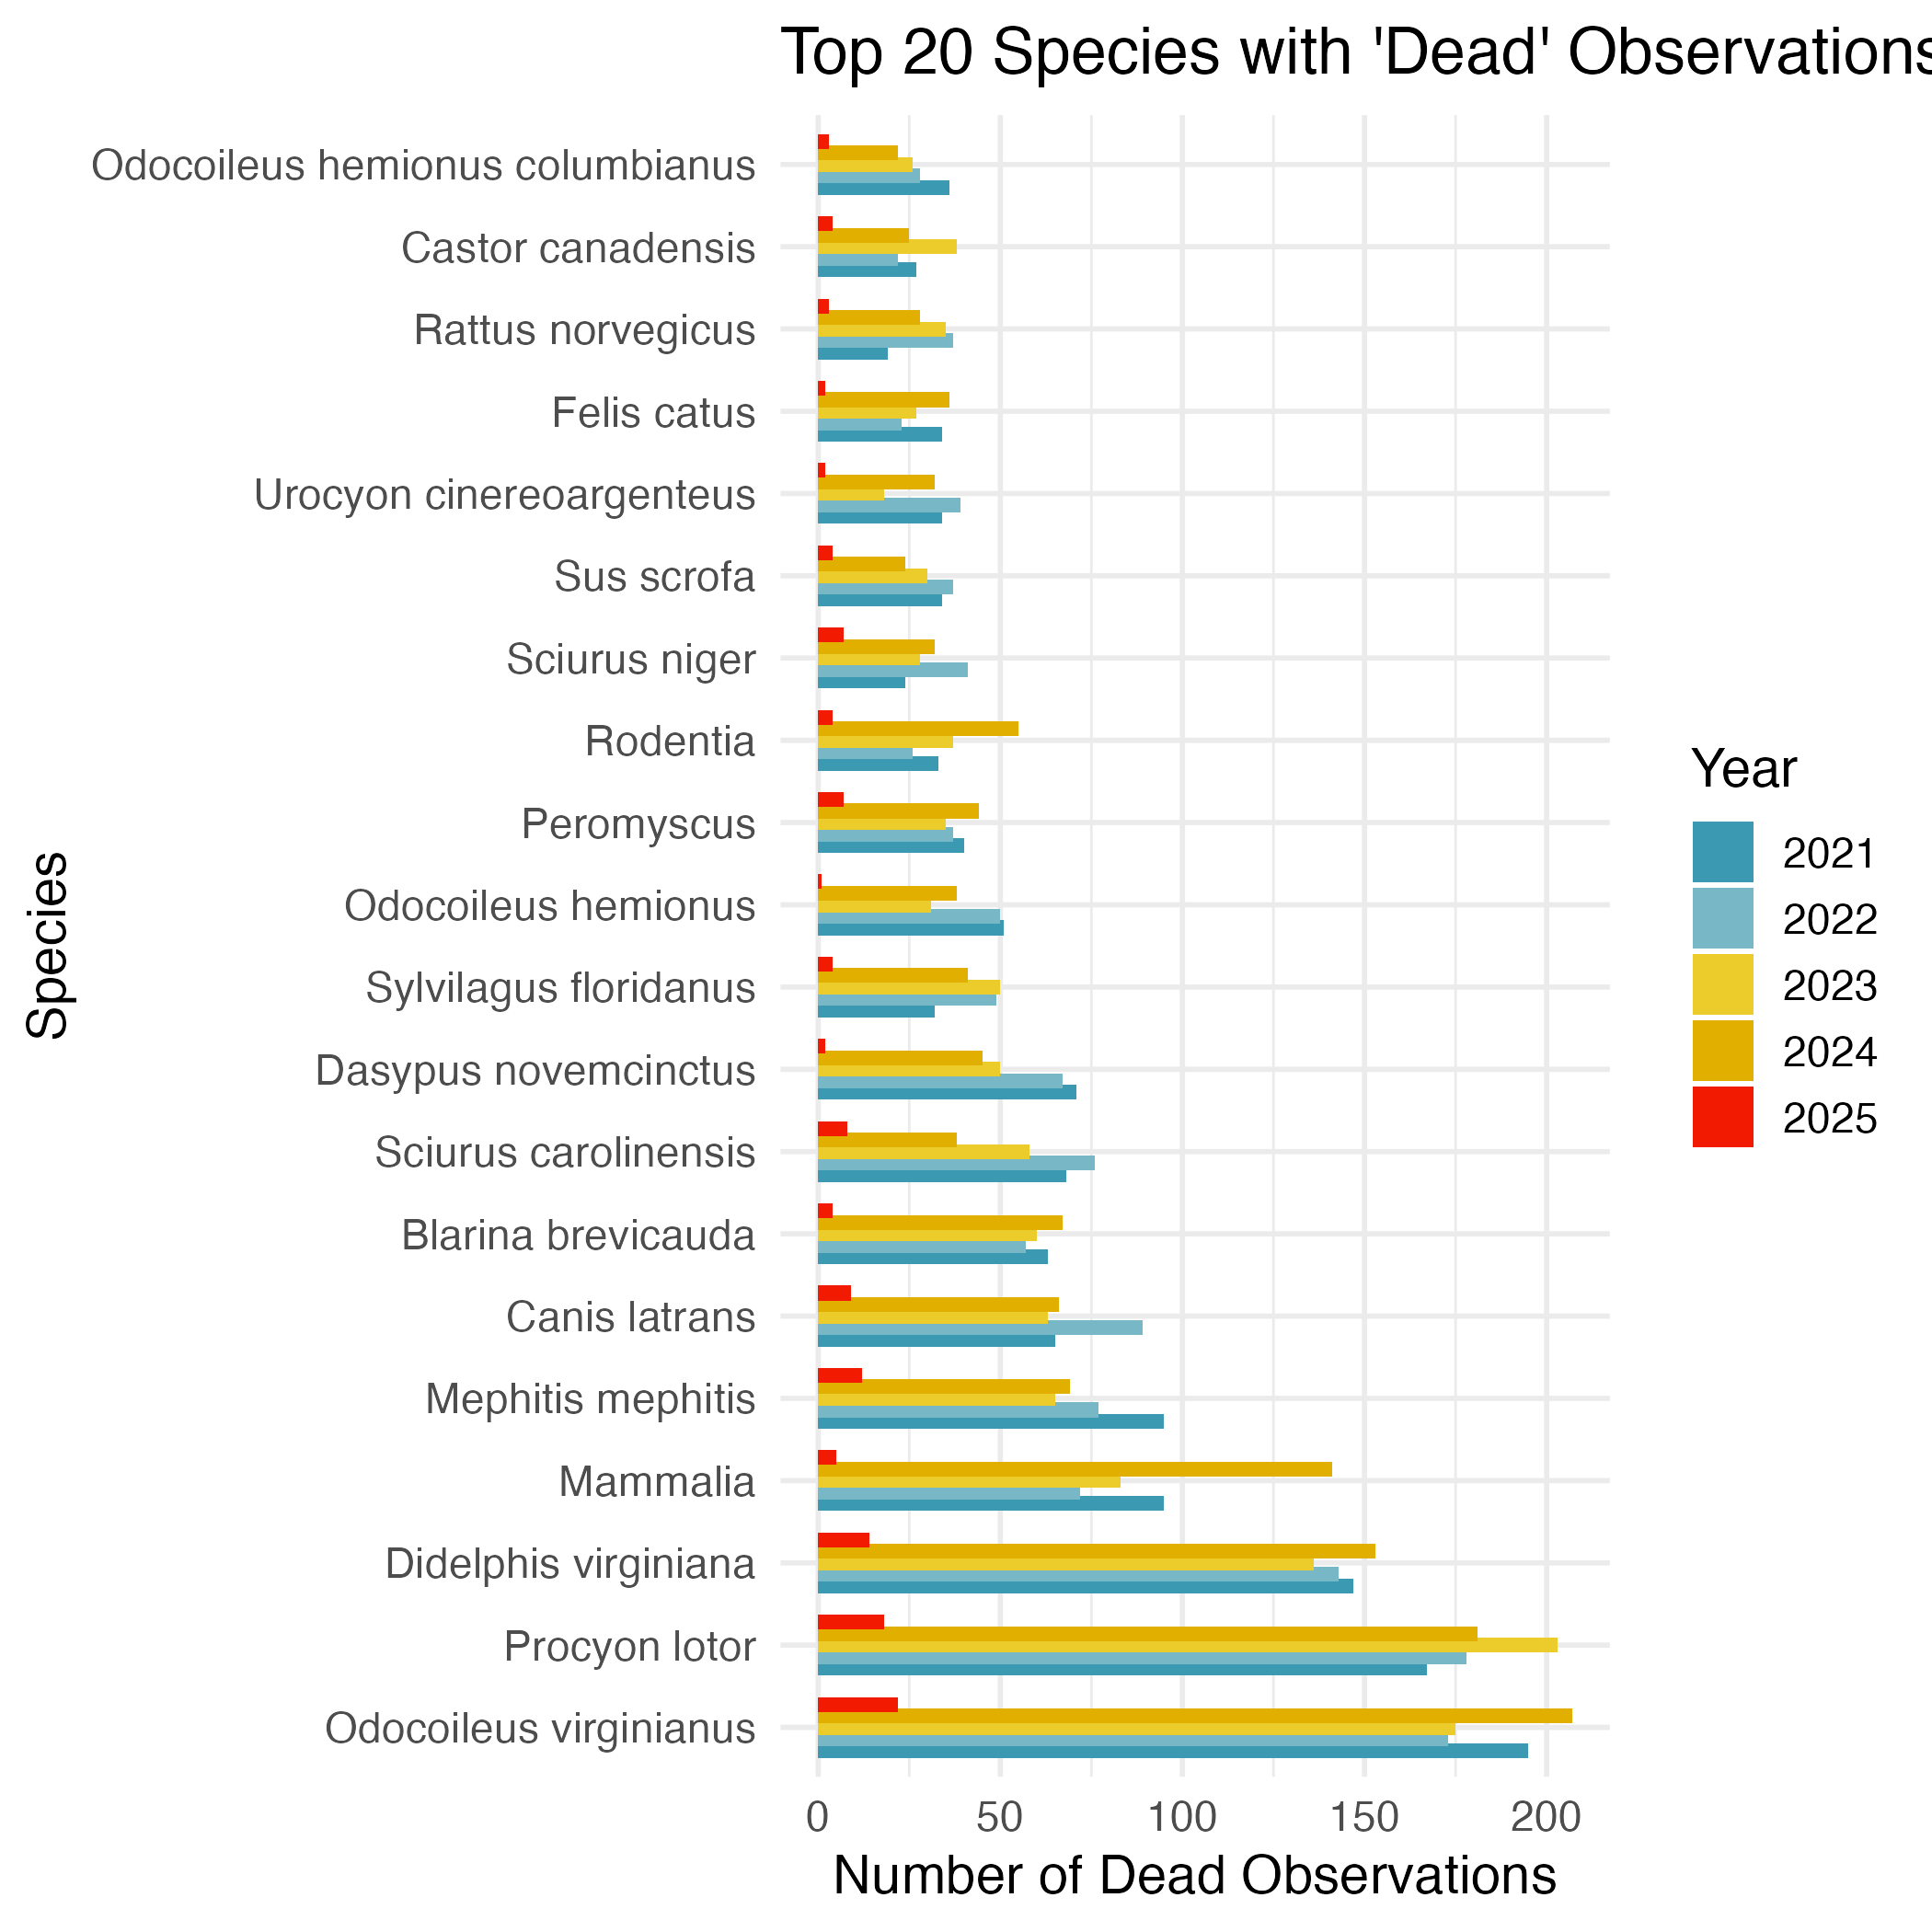 Top 20 Species with 'Dead' Observations
Odocoileus hemionus columbianus
Castor canadensis
Rattus norvegicus
Felis catus
Urocyon cinereoargenteus
Sus scrofa
Sciurus niger
Rodentia
Peromyscus
Odocoileus hemionus
Sylvilagus floridanus
Dasypus novemcinctus
Sciurus carolinensis
Blarina brevicauda
Canis latrans
Mephitis mephitis
Mammalia
Didelphis virginiana
Procyon lotor
Odocoileus virginianus
Species
0 50 100 150 200
Number of Dead Observations
Year
2021
2022
2023
2024
2025